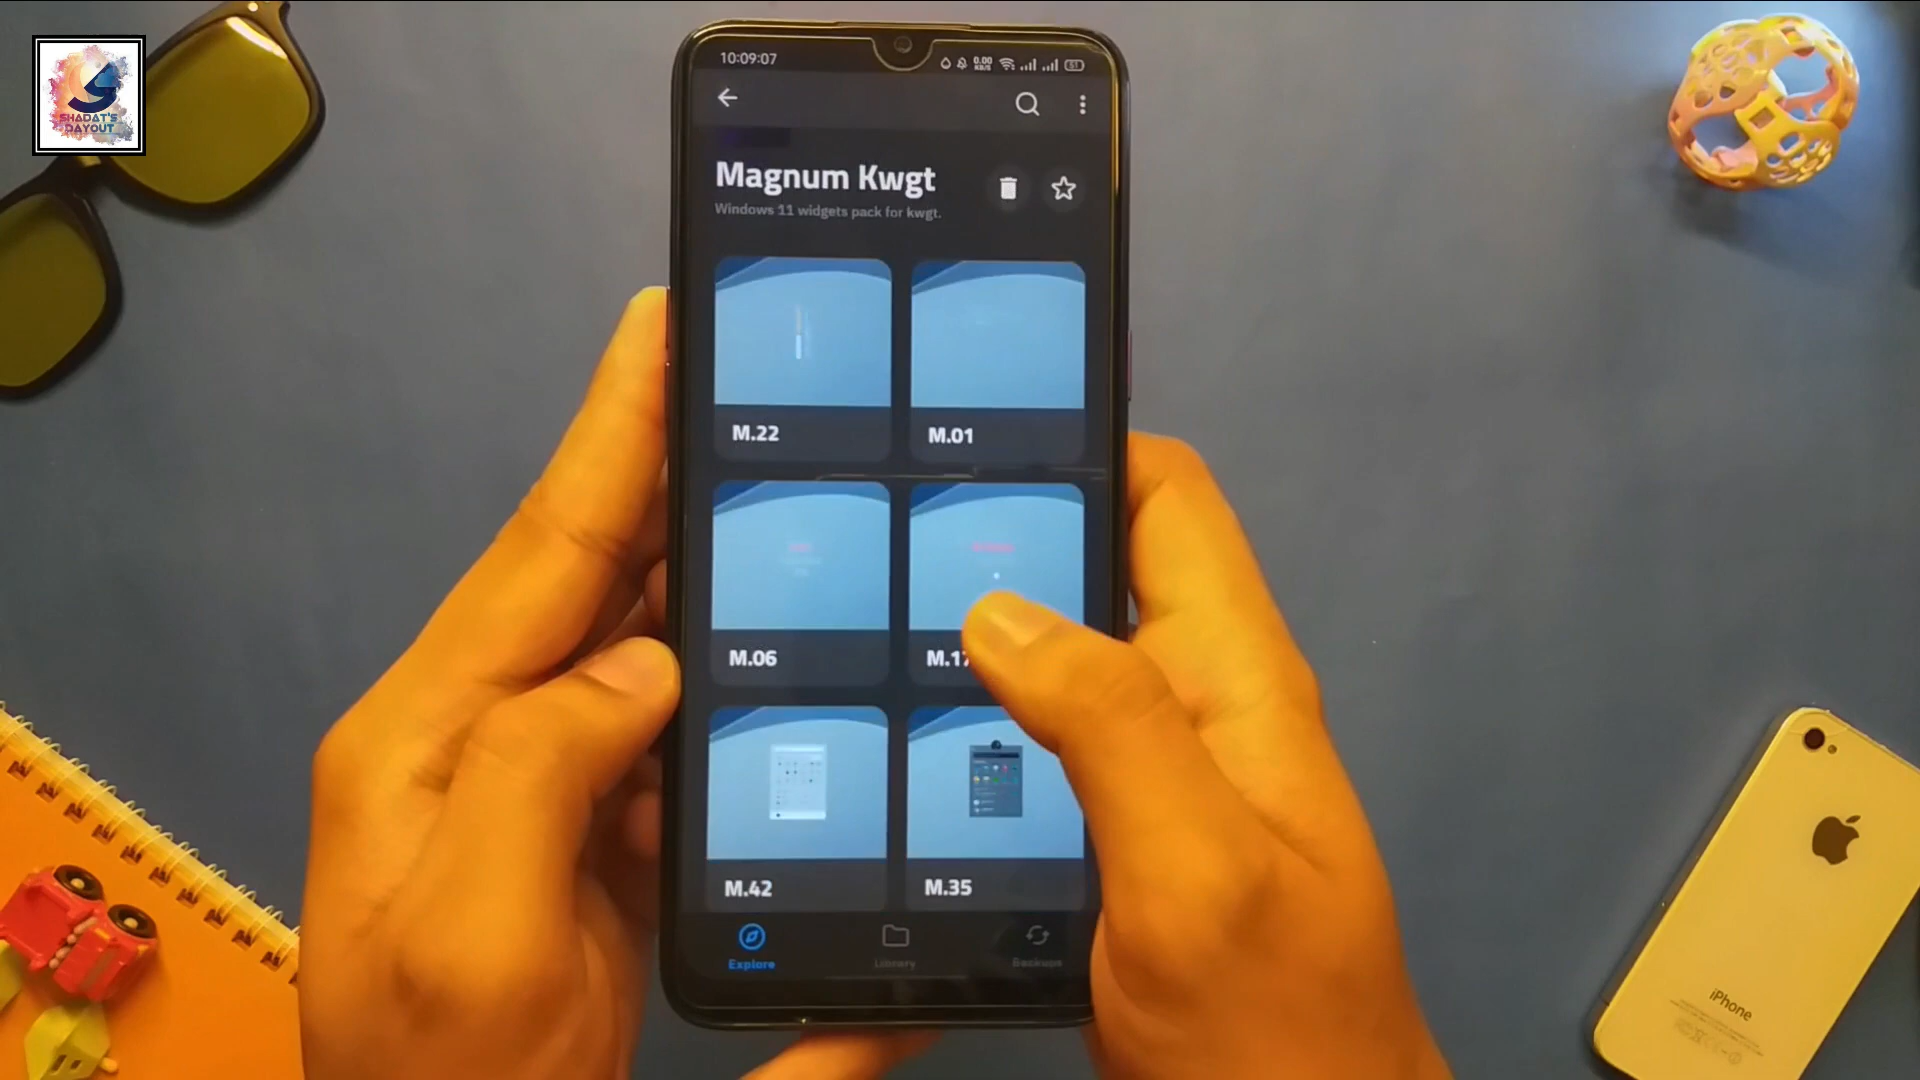 SHADAT'S
DAYOUT
10:09:07
0.00
KB/S
51
Magnum Kwgt
Windows 11 widgets pack for kwgt.
M.22
M.01
M.06
M.17
M.42
M.35
Explore
Library
Backups
iPhone